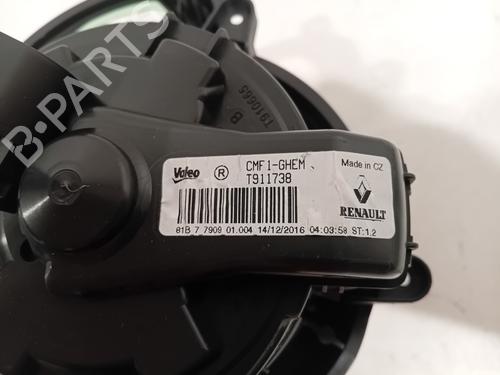 B-PARTS
T910665
B
Valeo
R
CMF1-GHEM
T911738
Made in CZ
RENAULT
81B 7 7909 01.004 14/12/2016 04:03:58 ST:1.2